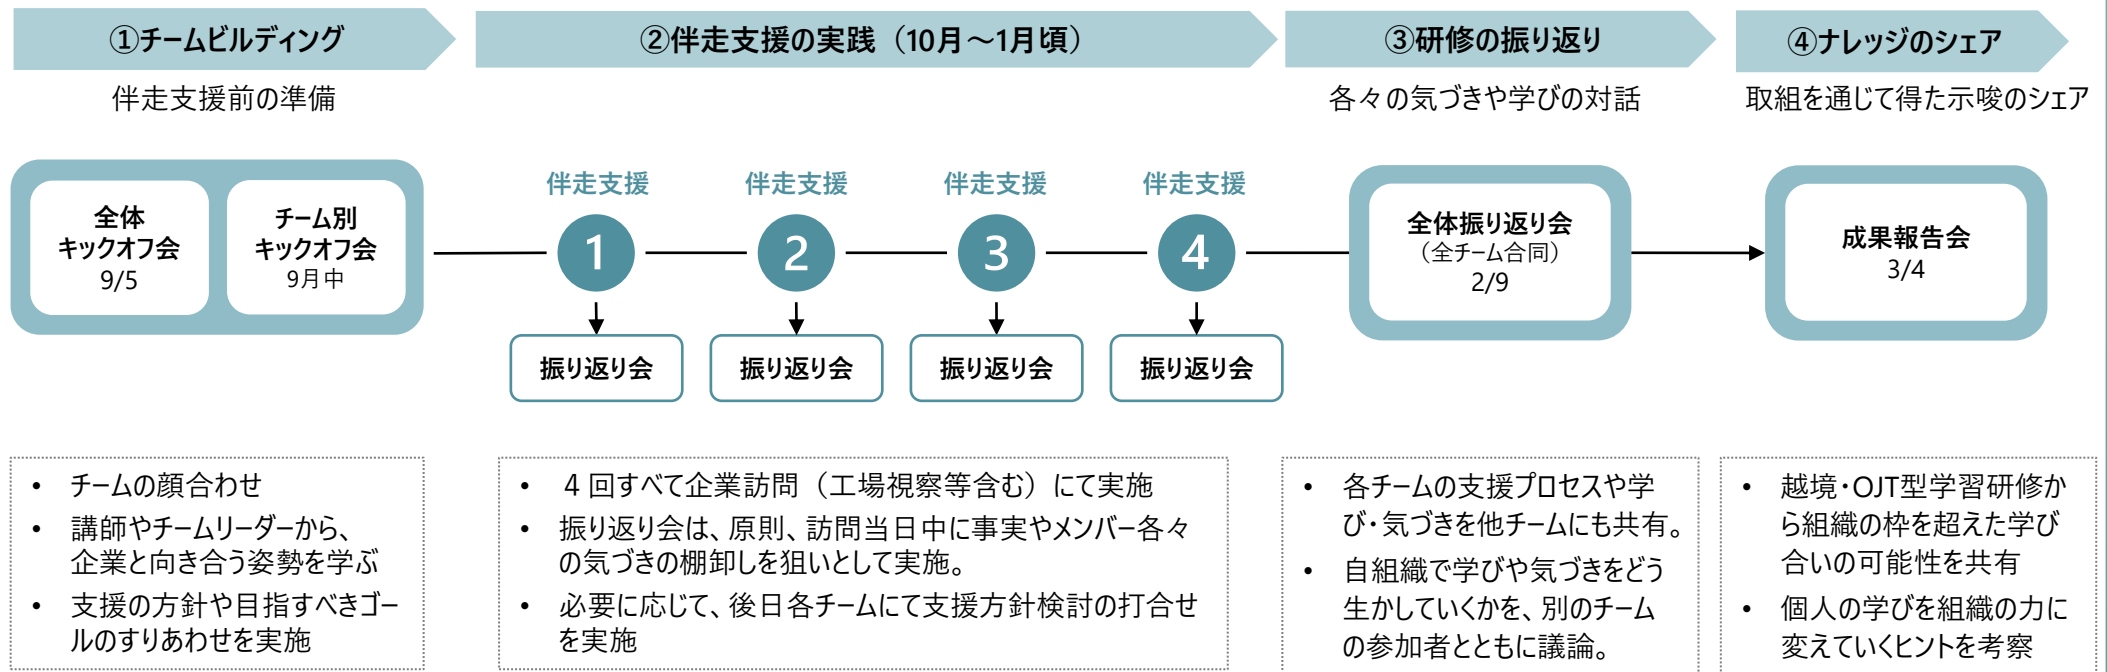 ①チームビルディング
②伴走支援の実践（10月～1月頃）
③研修の振り返り
④ナレッジのシェア
伴走支援前の準備
各々の気づきや学びの対話
取組を通じて得た示唆のシェア
全体
キックオフ会
9/5
チーム別
キックオフ会
9月中
伴走支援
1
振り返り会
伴走支援
2
振り返り会
伴走支援
3
振り返り会
伴走支援
4
振り返り会
全体振り返り会
（全チーム合同）
2/9
成果報告会
3/4
• チームの顔合わせ
• 講師やチームリーダーから、
企業と向き合う姿勢を学ぶ
• 支援の方針や目指すべきゴー
ルのすりあわせを実施
• ４回すべて企業訪問（工場視察等含む）にて実施
• 振り返り会は、原則、訪問当日中に事実やメンバー各々
の気づきの棚卸しを狙いとして実施。
• 必要に応じて、後日各チームにて支援方針検討の打合せ
を実施
• 各チームの支援プロセスや学
び・気づきを他チームにも共有。
• 自組織で学びや気づきをどう
生かしていくかを、別のチーム
の参加者とともに議論。
• 越境・OJT型学習研修か
ら組織の枠を超えた学び
合いの可能性を共有
• 個人の学びを組織の力に
変えていくヒントを考察